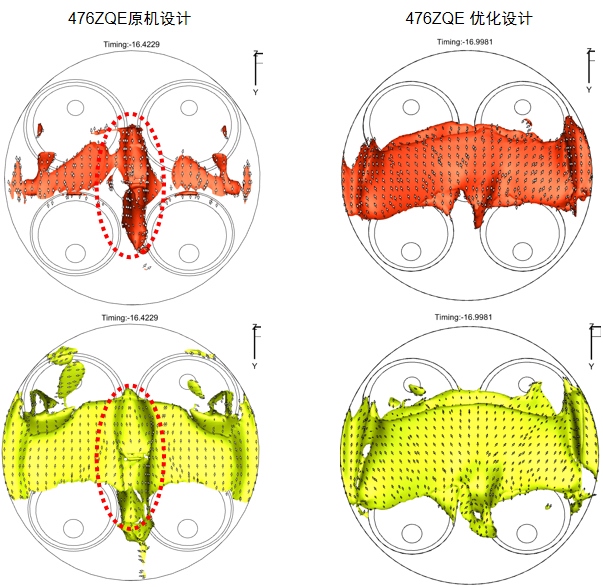 476ZQE原机设计
476ZQE 优化设计
Timing:-16.4229
Timing:-16.9981
Z
Y
Z
Y
Timing:-16.4229
Timing:-16.9981
Z
Y
Z
Y